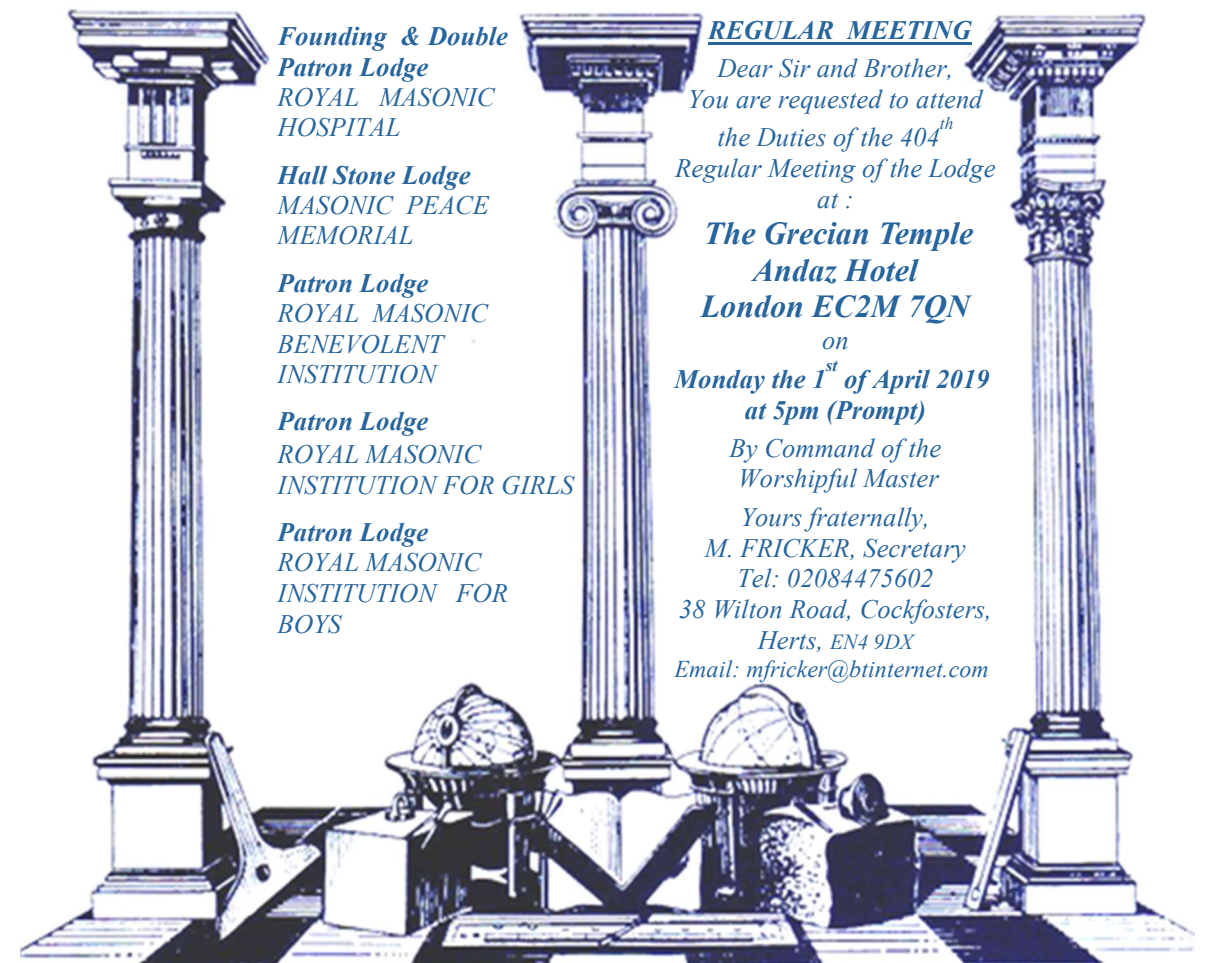 Founding & Double
Patron Lodge
ROYAL MASONIC
HOSPITAL
Hall Stone Lodge
MASONIC PEACE
MEMORIAL
Patron Lodge
ROYAL MASONIC
BENEVOLENT
INSTITUTION
Patron Lodge
ROYAL MASONIC
INSTITUTION FOR GIRLS
Patron Lodge
ROYAL MASONIC
INSTITUTION FOR
BOYS
REGULAR MEETING
Dear Sir and Brother,
You are requested to attend
the Duties of the 404th
Regular Meeting of the Lodge
at :
The Grecian Temple
Andaz Hotel
London EC2M 7QN
on
Monday the 1st of April 2019
at 5pm (Prompt)
By Command of the
Worshipful Master
Yours fraternally,
M. FRICKER, Secretary
Tel: 02084475602
38 Wilton Road, Cockfosters,
Herts, EN4 9DX
Email: mfricker@btinternet.com